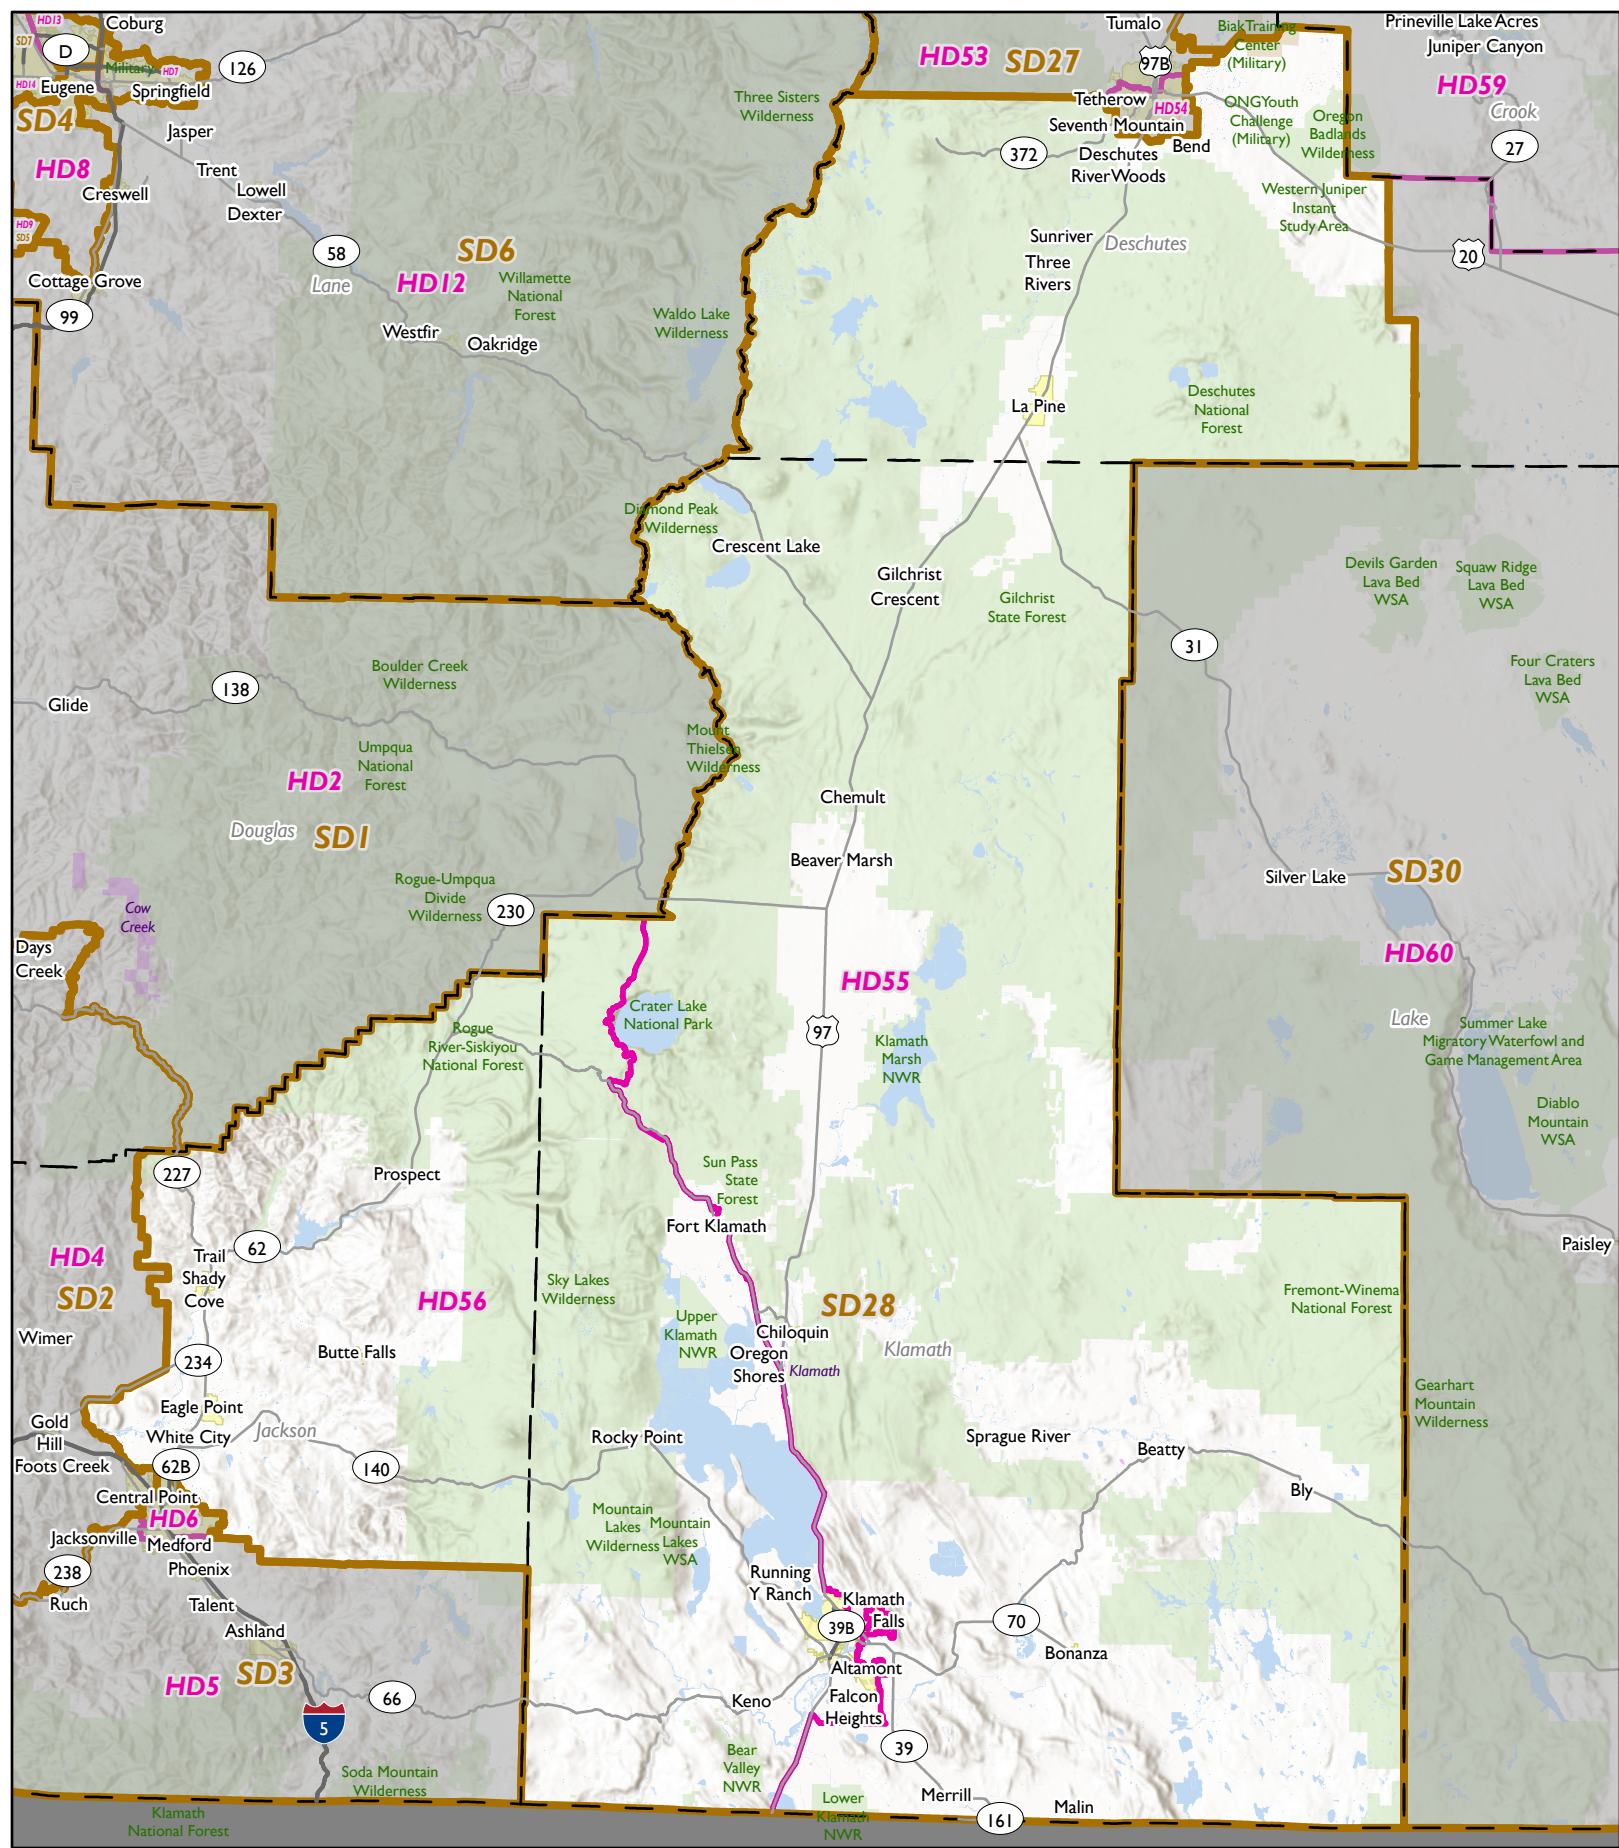 HD13
Coburg
SD7
D
Military
HD7
126
HD14
Eugene
Springfield
SD4
Jasper
HD8
Trent
Creswell
Lowell
Dexter
HD9
SD5
58
Cottage Grove
99
Lane
SD6
HD12
Willamette
National
Forest
Westfir
Oakridge
Waldo Lake
Wilderness
Three Sisters
Wilderness
HD53
SD27
Tumalo
97B
Biak Training
Center
(Military)
Prineville Lake Acres
Juniper Canyon
HD59
Crook
27
Tetherow
HD54
Seventh Mountain
Bend
372
Deschutes
River Woods
ONG Youth
Challenge
(Military)
Oregon
Badlands
Wilderness
Western Juniper
Instant
Study Area
20
Sunriver
Deschutes
Three
Rivers
La Pine
Deschutes
National
Forest
Diamond Peak
Wilderness
Crescent Lake
Gilchrist
Crescent
Gilchrist
State Forest
Devils Garden
Lava Bed
WSA
Squaw Ridge
Lava Bed
WSA
31
Four Craters
Lava Bed
WSA
Boulder Creek
Wilderness
138
Glide
Umpqua
National
Forest
HD2
Douglas
SD1
Mount
Thielsen
Wilderness
Chemult
Beaver Marsh
Silver Lake
SD30
HD60
Rogue-Umpqua
Divide
Wilderness
230
Cow
Creek
Days
Creek
HD55
97
Crater Lake
National Park
Klamath
Marsh
NWR
Lake
Summer Lake
Migratory Waterfowl and
Game Management Area
Diablo
Mountain
WSA
Rogue
River-Siskiyou
National Forest
227
Prospect
Sun Pass
State
Forest
Fort Klamath
HD4
SD2
62
Trail
Shady
Cove
Paisley
HD56
Sky Lakes
Wilderness
SD28
Fremont-Winema
National Forest
Upper
Klamath
NWR
Chiloquin
Oregon
Shores
Klamath
Klamath
Wimer
234
Butte Falls
Eagle Point
Gold
Hill
White City
Jackson
Foots Creek
62B
140
Rocky Point
Sprague River
Beatty
Gearhart
Mountain
Wilderness
Bly
Central Point
HD6
Jacksonville
Medford
238
Phoenix
Ruch
Talent
Ashland
Mountain
Lakes
Wilderness
Mountain
Lakes
WSA
Running
Y Ranch
Klamath
Falls
39B
70
Bonanza
Altamont
HD5
SD3
66
5
Keno
Falcon
Heights
39
Soda Mountain
Wilderness
Bear
Valley
NWR
Merrill
Malin
161
Lower
Klamath
NWR
Klamath
National Forest